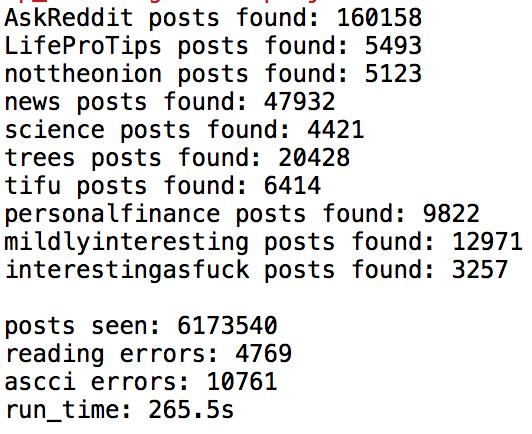 AskReddit posts found: 160158
LifeProTips posts found: 5493
nottheonion posts found: 5123
news posts found: 47932
science posts found: 4421
trees posts found: 20428
tifu posts found: 6414
personalfinance posts found: 9822
mildlyinteresting posts found: 12971
interestingasfuck posts found: 3257
posts seen: 6173540
reading errors: 4769
ascci errors: 10761
run_time: 265.5s